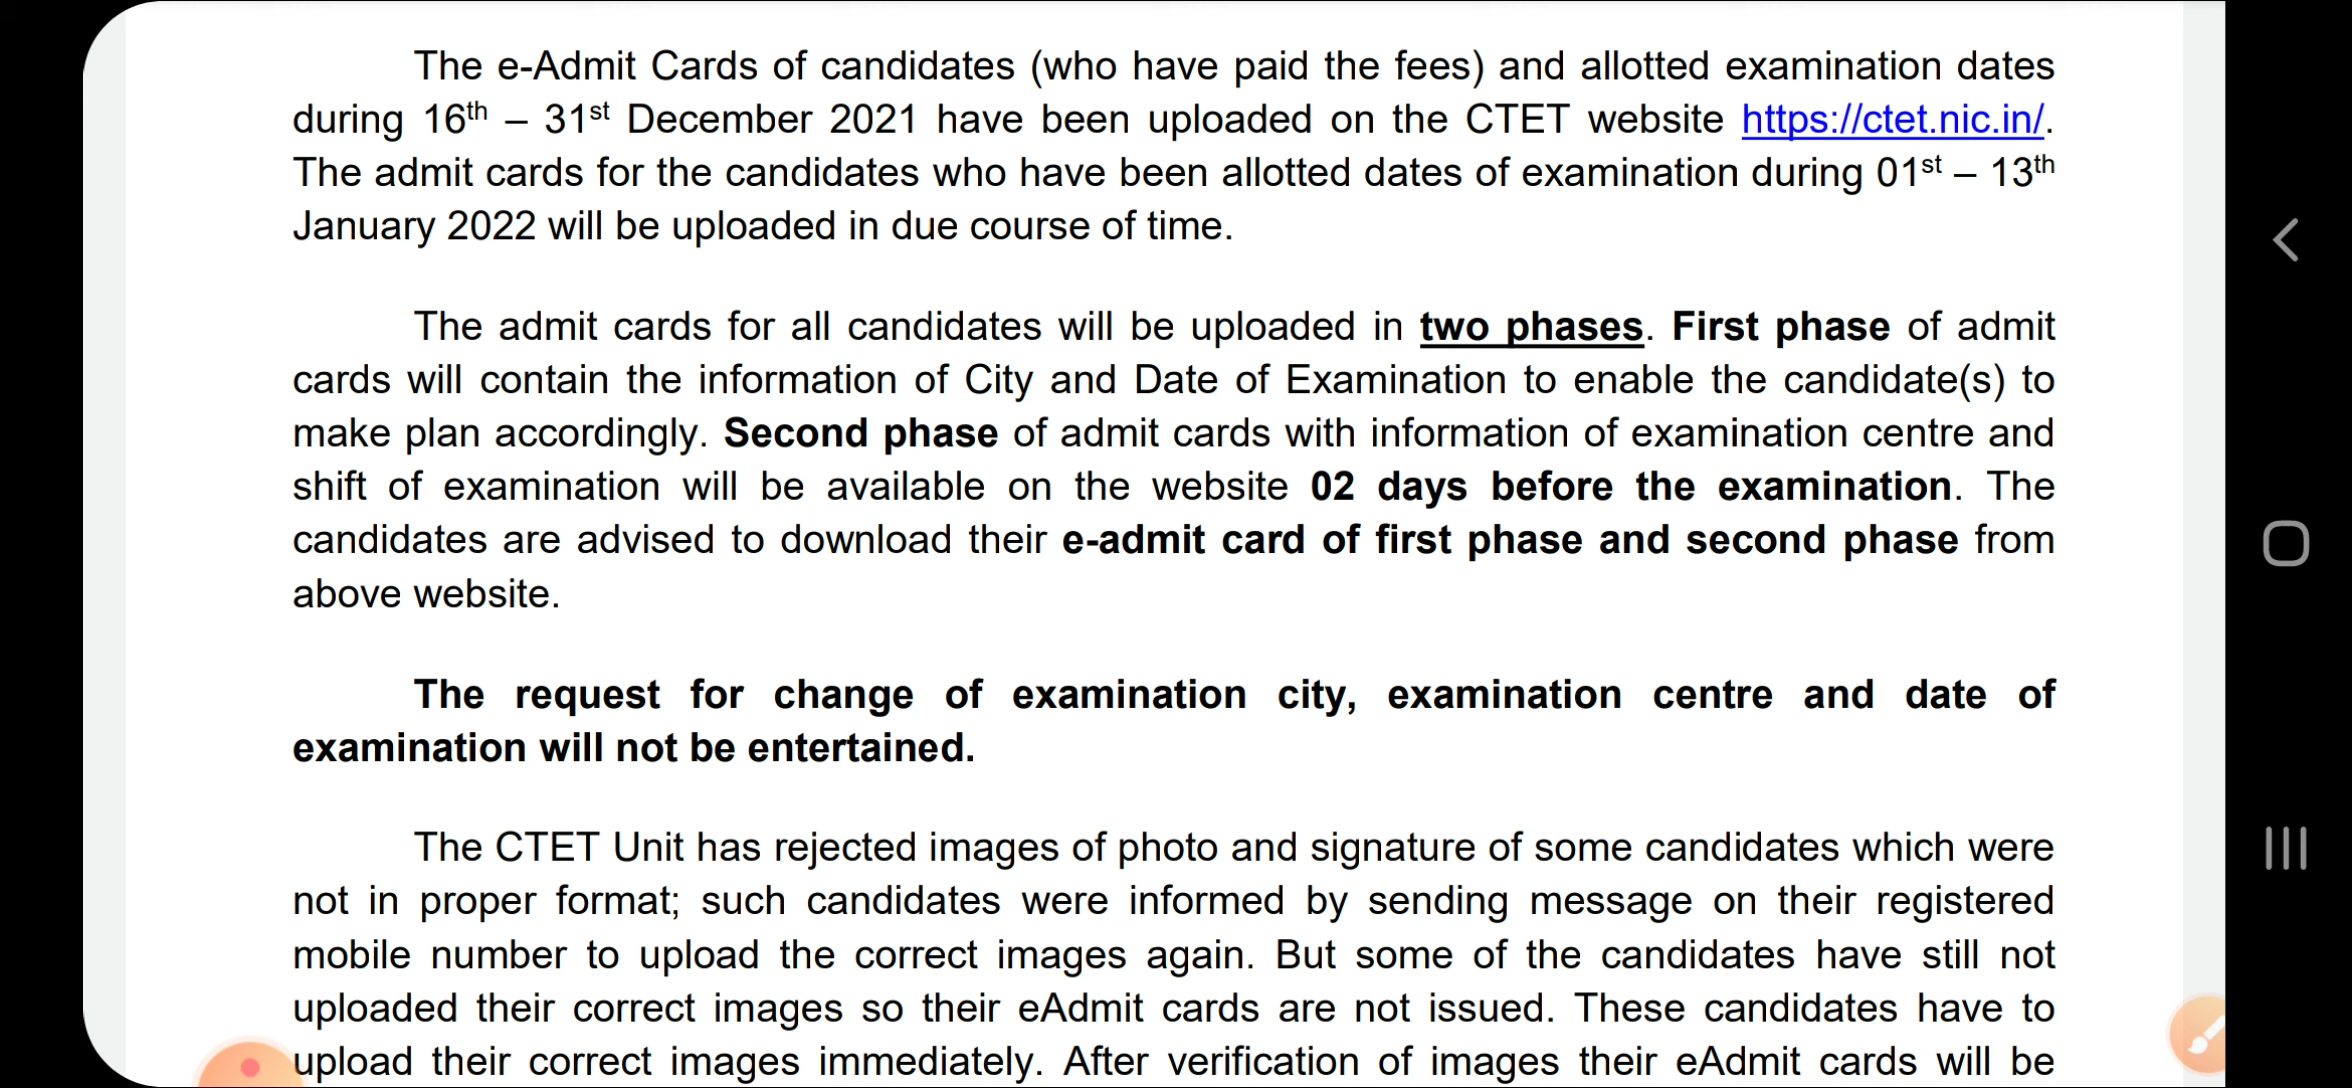 The e-Admit Cards of candidates (who have paid the fees) and allotted examination dates
during 16th – 31st December 2021 have been uploaded on the CTET website https://ctet.nic.in/.
The admit cards for the candidates who have been allotted dates of examination during 01st – 13th
January 2022 will be uploaded in due course of time.
The admit cards for all candidates will be uploaded in two phases. First phase of admit
cards will contain the information of City and Date of Examination to enable the candidate(s) to
make plan accordingly. Second phase of admit cards with information of examination centre and
shift of examination will be available on the website 02 days before the examination. The
candidates are advised to download their e-admit card of first phase and second phase from
above website.
The request for change of examination city, examination centre and date of
examination will not be entertained.
The CTET Unit has rejected images of photo and signature of some candidates which were
not in proper format; such candidates were informed by sending message on their registered
mobile number to upload the correct images again. But some of the candidates have still not
uploaded their correct images so their eAdmit cards are not issued. These candidates have to
upload their correct images immediately. After verification of images their eAdmit cards will be